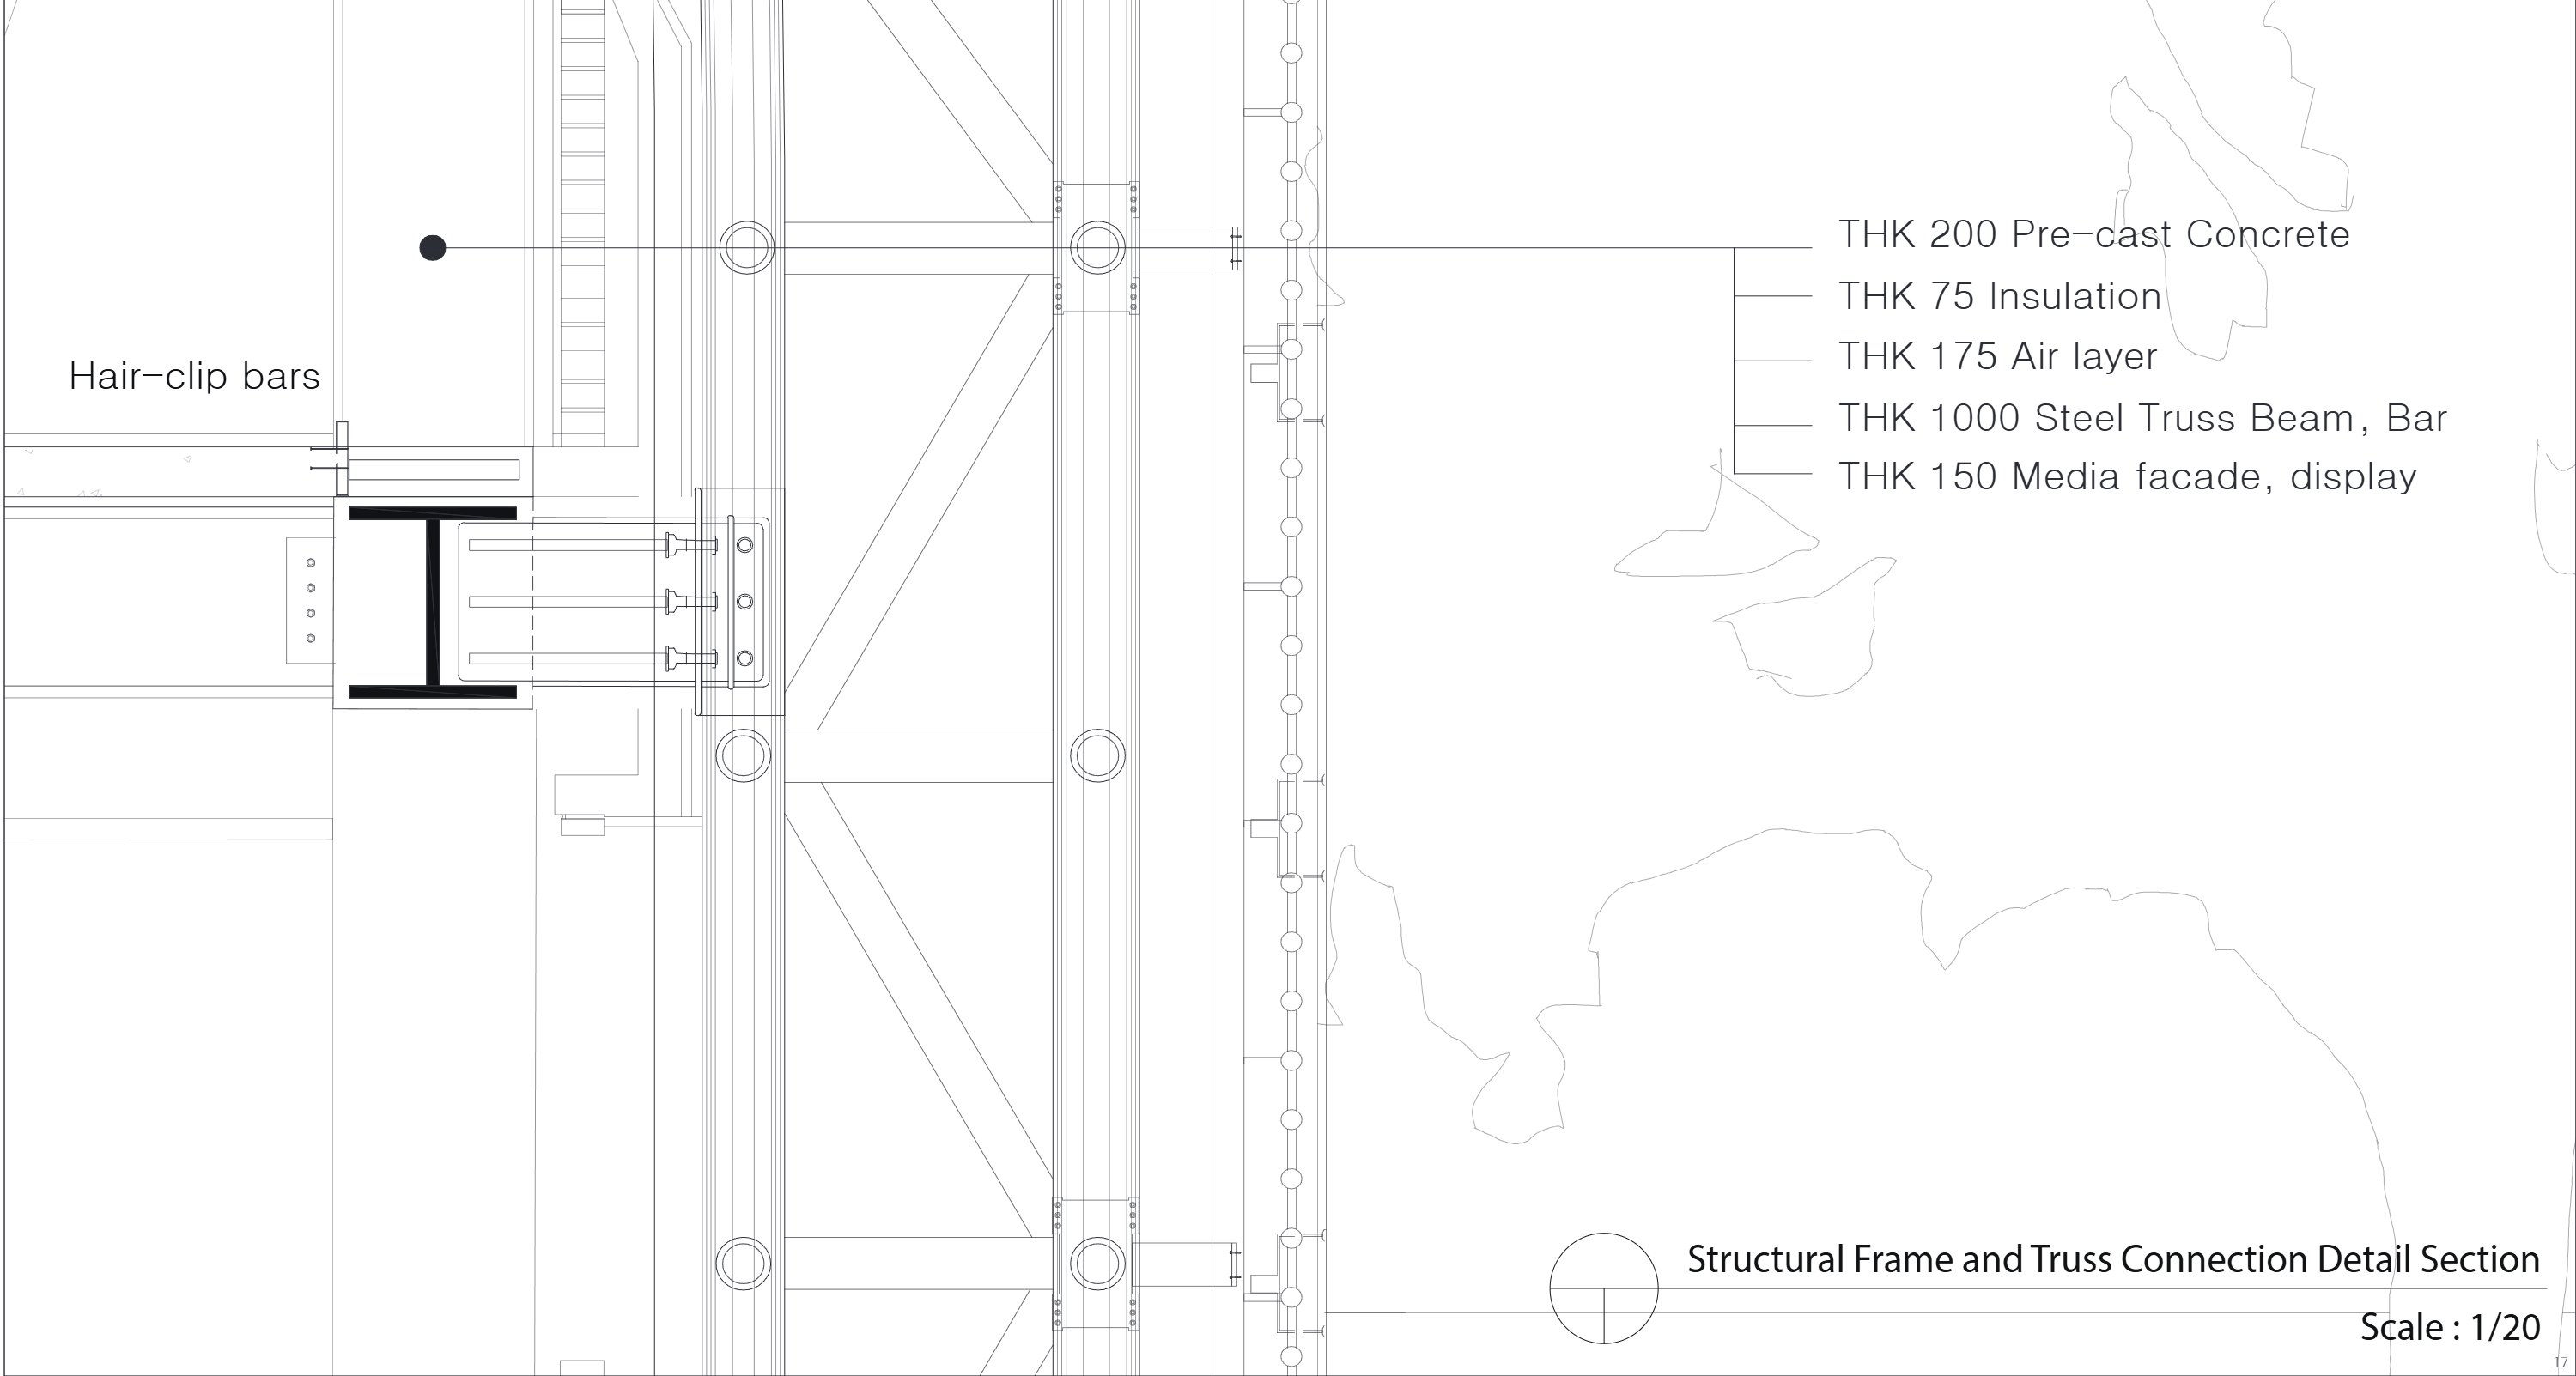 THK 200 Pre-cast Concrete
THK 75 Insulation
THK 175 Air layer
THK 1000 Steel Truss Beam, Bar
THK 150 Media facade, display
Hair-clip bars
Structural Frame and Truss Connection Detail Section
Scale : 1/20
17